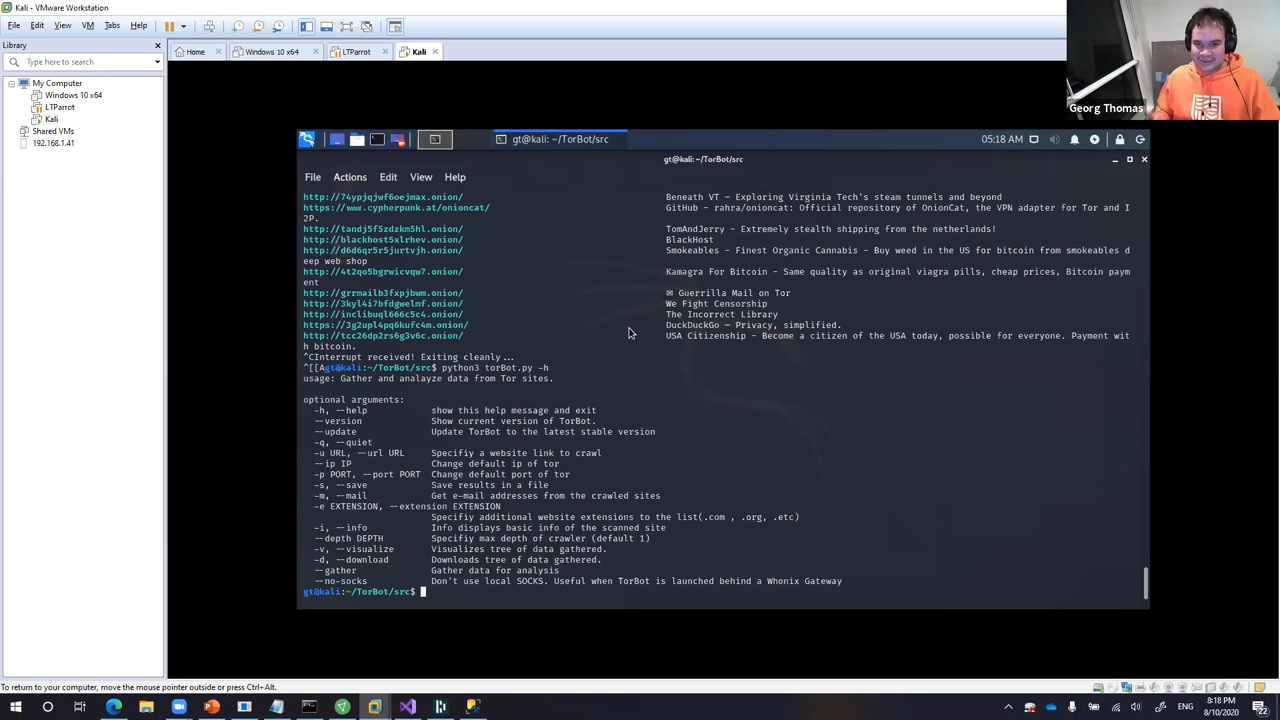 Kali - VMware Workstation
File Edit View VM Tabs Help
Library
Type here to search
My Computer
Windows 10 x64
LTParrot
Kali
Shared VMs
192.168.1.41
Home Windows 10 x64 LTParrot Kali
Georg Thomas
gt@kali: ~/TorBot/src 05:18 AM
gt@kali: ~/TorBot/src
File Actions Edit View Help
http://74ypjqjwf6oejmax.onion/ Beneath VT – Exploring Virginia Tech's steam tunnels and beyond
https://www.cypherpunk.at/onioncat/ GitHub - rahra/onioncat: Official repository of OnionCat, the VPN adapter for Tor and I
2P.
http://tandj5f5zdzkm5hl.onion/ TomAndJerry - Extremely stealth shipping from the netherlands!
http://blackhost5xlrhev.onion/ BlackHost
http://d6d6qr5r5jurtvjh.onion/ Smokeables - Finest Organic Cannabis - Buy weed in the US for bitcoin from smokeables d
eep web shop
http://4t2qo5bgrwicvqw7.onion/ Kamagra For Bitcoin - Same quality as original viagra pills, cheap prices, Bitcoin paym
ent
http://grrmailb3fxpjbwm.onion/ ✉ Guerrilla Mail on Tor
http://3kyl4i7bfdgwelmf.onion/ We Fight Censorship
http://inclibuql666c5c4.onion/ The Incorrect Library
https://3g2upl4pq6kufc4m.onion/ DuckDuckGo — Privacy, simplified.
http://tcc26dp2rs6g3v6c.onion/ USA Citizenship - Become a citizen of the USA today, possible for everyone. Payment wit
h bitcoin.
^CInterrupt received! Exiting cleanly...
^[[Agt@kali:~/TorBot/src$ python3 torBot.py -h
usage: Gather and analayze data from Tor sites.
optional arguments:
-h, --help show this help message and exit
--version Show current version of TorBot.
--update Update TorBot to the latest stable version
-q, --quiet
-u URL, --url URL Specifiy a website link to crawl
--ip IP Change default ip of tor
-p PORT, --port PORT Change default port of tor
-s, --save Save results in a file
-m, --mail Get e-mail addresses from the crawled sites
-e EXTENSION, --extension EXTENSION
Specifiy additional website extensions to the list(.com , .org, .etc)
-i, --info Info displays basic info of the scanned site
--depth DEPTH Specifiy max depth of crawler (default 1)
-v, --visualize Visualizes tree of data gathered.
-d, --download Downloads tree of data gathered.
--gather Gather data for analysis
--no-socks Don't use local SOCKS. Useful when TorBot is launched behind a Whonix Gateway
gt@kali:~/TorBot/src$
To return to your computer, move the mouse pointer outside or press Ctrl+Alt.
ENG 8:18 PM
8/10/2020 22